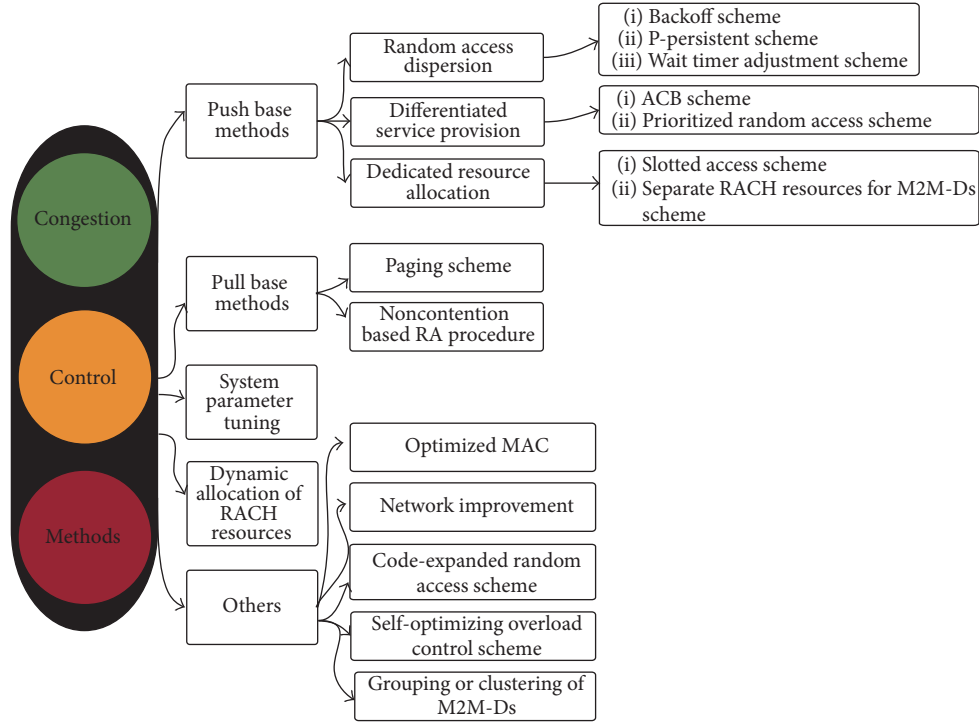 Congestion
Control
Methods
Push base
methods
Random access
dispersion
(i) Backoff scheme
(ii) P-persistent scheme
(iii) Wait timer adjustment scheme
Differentiated
service provision
(i) ACB scheme
(ii) Prioritized random access scheme
Dedicated resource
allocation
(i) Slotted access scheme
(ii) Separate RACH resources for M2M-Ds
scheme
Pull base
methods
Paging scheme
Noncontention
based RA procedure
System
parameter
tuning
Dynamic
allocation of
RACH
resources
Others
Optimized MAC
Network improvement
Code-expanded random
access scheme
Self-optimizing overload
control scheme
Grouping or clustering of
M2M-Ds